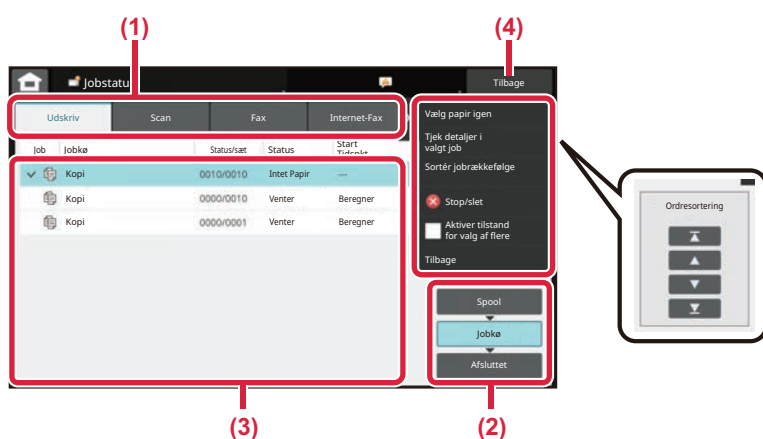 (1)
(4)
Jobstatu
Tilbage
Udskriv Scan Fax Internet-Fax
Job Jobkø Status/sæt Status Start
Tidspkt
Kopi 0010/0010 Intet Papir ---
Kopi 0000/0010 Venter Beregner
Kopi 0000/0001 Venter Beregner
Vælg papir igen
Tjek detaljer i
valgt job
Sortér jobrækkefølge
Stop/slet
Aktiver tilstand
for valg af flere
Tilbage
Spool
Jobkø
Afsluttet
Ordresortering
(3)
(2)